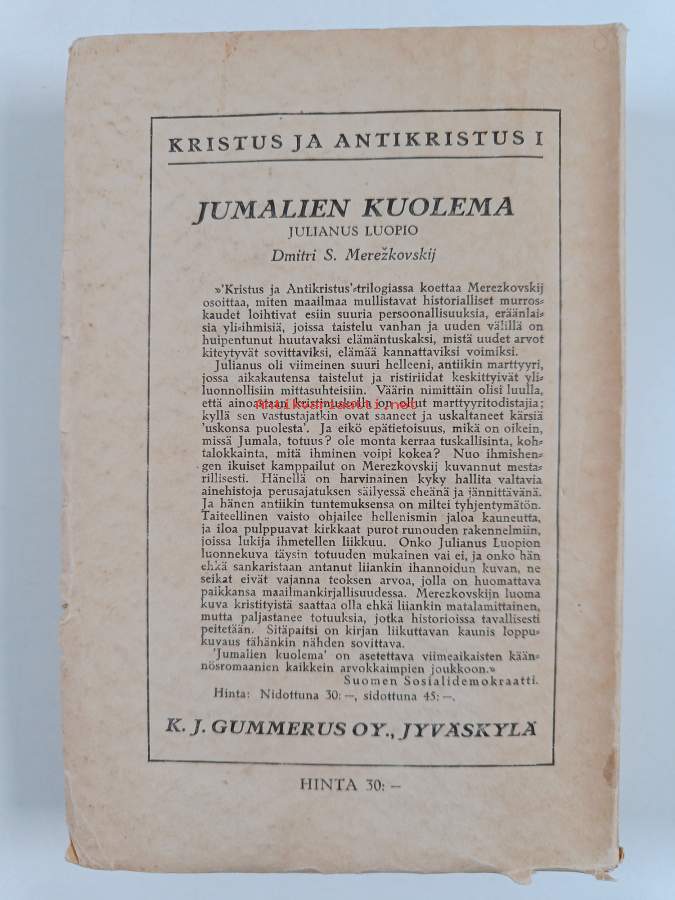 KRISTUS JA ANTIKRISTUS I
JUMALIEN KUOLEMA
JULIANUS LUOPIO
Dmitri S. Merežkovskij
»'Kristus ja Antikristus'-trilogiassa koettaa Merezkovskij
osoittaa, miten maailmaa mullistavat historialliset murros-
kaudet loihtivat esiin suuria persoonallisuuksia, eräänlai-
sia yli-ihmisiä, joissa taistelu vanhan ja uuden välillä on
huipentunut huutavaksi elämäntuskaksi, mistä uudet arvot
kiteytyvät sovittaviksi, elämää kannattaviksi voimiksi.
Julianus oli viimeinen suuri helleeni, antiikin marttyyri,
jossa aikakautensa taistelut ja ristiriidat keskittyivät yli-
luonnollisiin mittasuhteisiin. Väärin nimittäin olisi luulla,
että ainoastaan kristinuskolla on ollut marttyyritodistajia;
Antikvariaatti.net
kyllä sen vastustajatkin ovat saaneet ja uskaltaneet kärsiä
'uskonsa puolesta'. Ja eikö epätietoisuus, mikä on oikein,
missä Jumala, totuus? ole monta kerraa tuskallisinta, koh-
talokkainta, mitä ihminen voipi kokea? Nuo ihmishen-
gen ikuiset kamppailut on Merezkovskij kuvannut mesta-
rillisesti. Hänellä on harvinainen kyky hallita valtavia
ainehistoja perusajatuksen säilyessä eheänä ja jännittävänä.
Ja hänen antiikin tuntemuksensa on miltei tyhjentymätön.
Taiteellinen vaisto ohjailee hellenismin jaloa kauneutta,
ja iloa pulppuavat kirkkaat purot runouden rakennelmiin,
joissa lukija ihmetellen liikkuu. Onko Julianus Luopion
luonnekuva täysin totuuden mukainen vai ei, ja onko hän
ehkä sankaristaan antanut liiankin ihannoidun kuvan, ne
seikat eivät vajanna teoksen arvoa, jolla on huomattava
paikkansa maailmankirjallisuudessa. Merezkovskijn luoma
kuva kristityistä saattaa olla ehkä liiankin matalamittainen,
mutta paljastanee totuuksia, jotka historioissa tavallisesti
peitetään. Sitäpaitsi on kirjan liikuttavan kaunis loppu-
kuvaus tähänkin nähden sovittava.
'Jumalien kuolema' on asetettava viimeaikaisten kään-
nösromaanien kaikkein arvokkaimpien joukkoon.»
Suomen Sosialidemokraatti.
Hinta: Nidottuna 30:—, sidottuna 45:—.
K. J. GUMMERUS OY., JYVÄSKYLÄ
HINTA 30: —